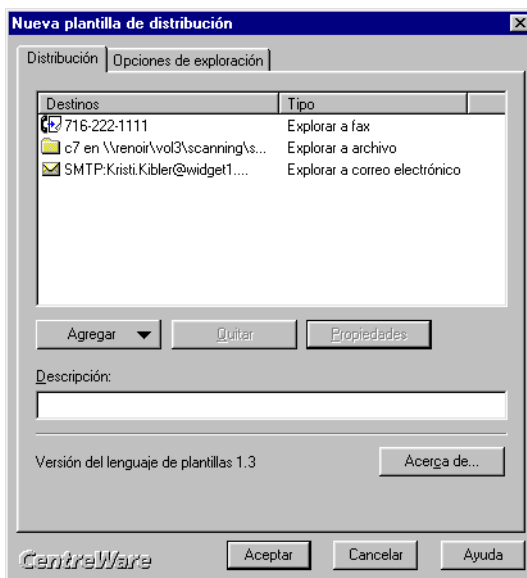 Nueva plantilla de distribución
Distribución Opciones de exploración
Destinos Tipo
716-222-1111 Explorar a fax
c7 en \\renoir\vol3\scanning\s... Explorar a archivo
SMTP:Kristi.Kibler@widget1.... Explorar a correo electrónico
Agregar Quitar Propiedades
Descripción:
Versión del lenguaje de plantillas 1.3 Acerca de...
CentreWare Aceptar Cancelar Ayuda